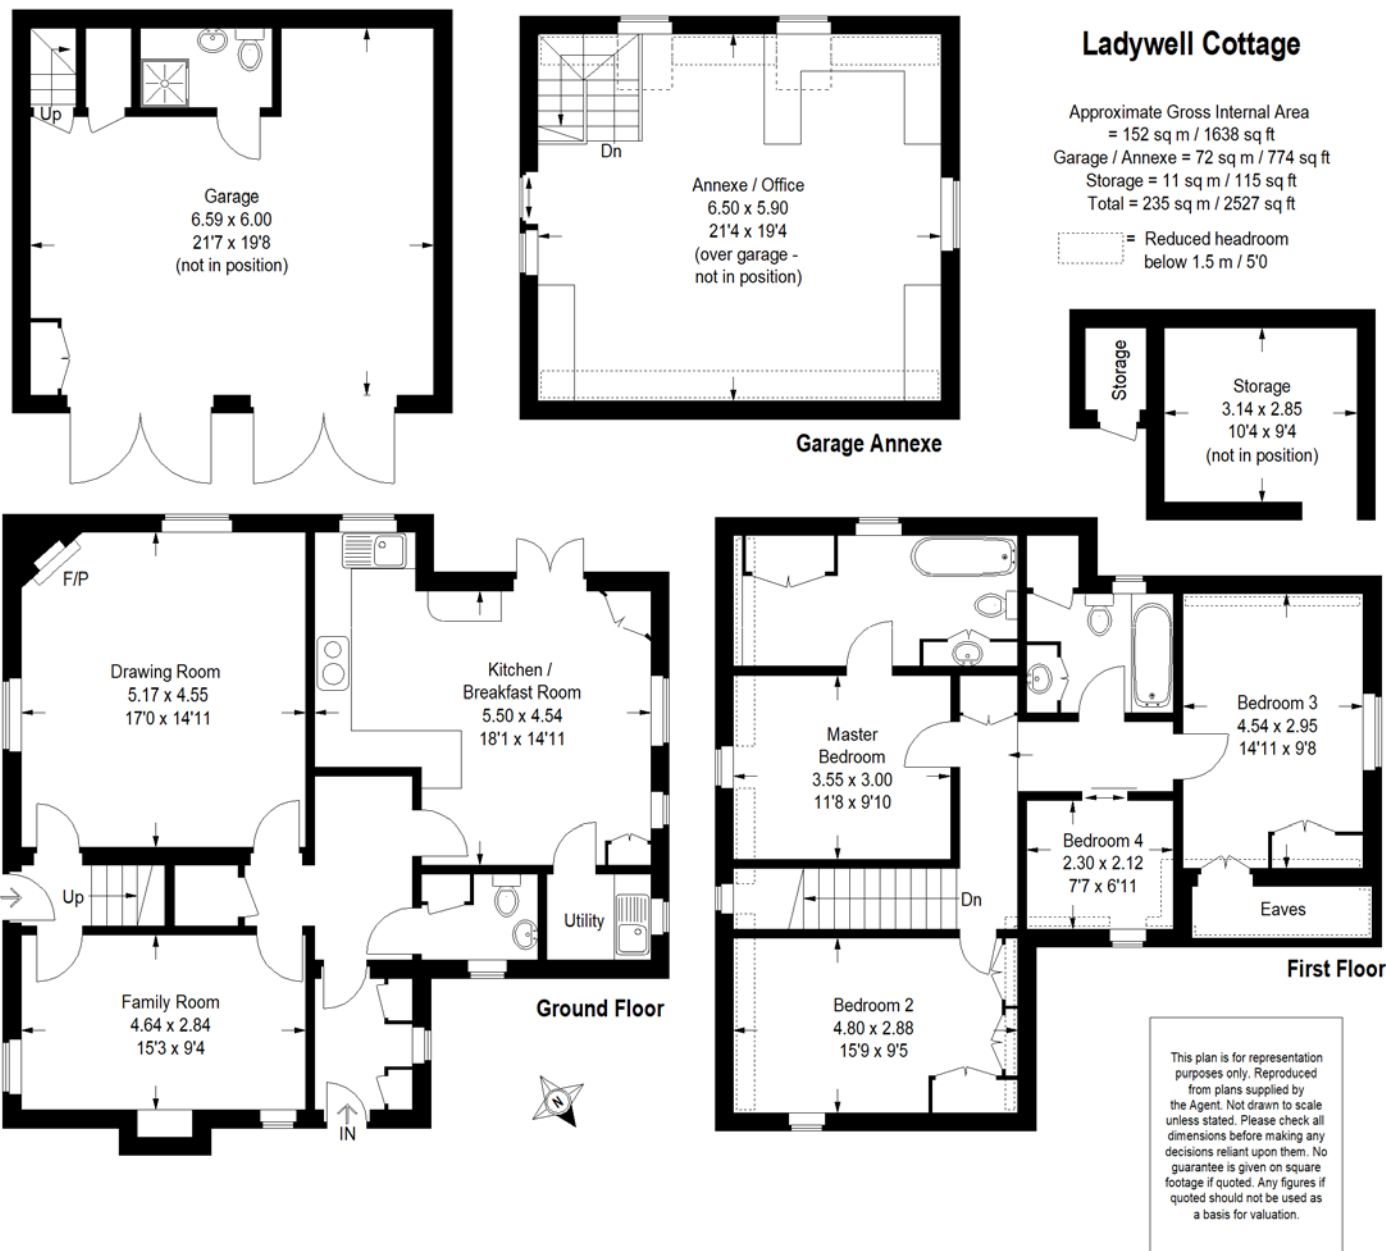 Ladywell Cottage
Approximate Gross Internal Area
= 152 sq m / 1638 sq ft
Garage / Annexe = 72 sq m / 774 sq ft
Storage = 11 sq m / 115 sq ft
Total = 235 sq m / 2527 sq ft
= Reduced headroom
below 1.5 m / 5'0
Up
Garage
6.59 x 6.00
21'7 x 19'8
(not in position)
Dn
Annexe / Office
6.50 x 5.90
21'4 x 19'4
(over garage -
not in position)
Garage Annexe
Storage
Storage
3.14 x 2.85
10'4 x 9'4
(not in position)
F/P
Drawing Room
5.17 x 4.55
17'0 x 14'11
Kitchen /
Breakfast Room
5.50 x 4.54
18'1 x 14'11
Up
Utility
Family Room
4.64 x 2.84
15'3 x 9'4
IN
Ground Floor
N
Master
Bedroom
3.55 x 3.00
11'8 x 9'10
Bedroom 3
4.54 x 2.95
14'11 x 9'8
Bedroom 4
2.30 x 2.12
7'7 x 6'11
Dn
Eaves
Bedroom 2
4.80 x 2.88
15'9 x 9'5
First Floor
This plan is for representation
purposes only. Reproduced
from plans supplied by
the Agent. Not drawn to scale
unless stated. Please check all
dimensions before making any
decisions reliant upon them. No
guarantee is given on square
footage if quoted. Any figures if
quoted should not be used as
a basis for valuation.